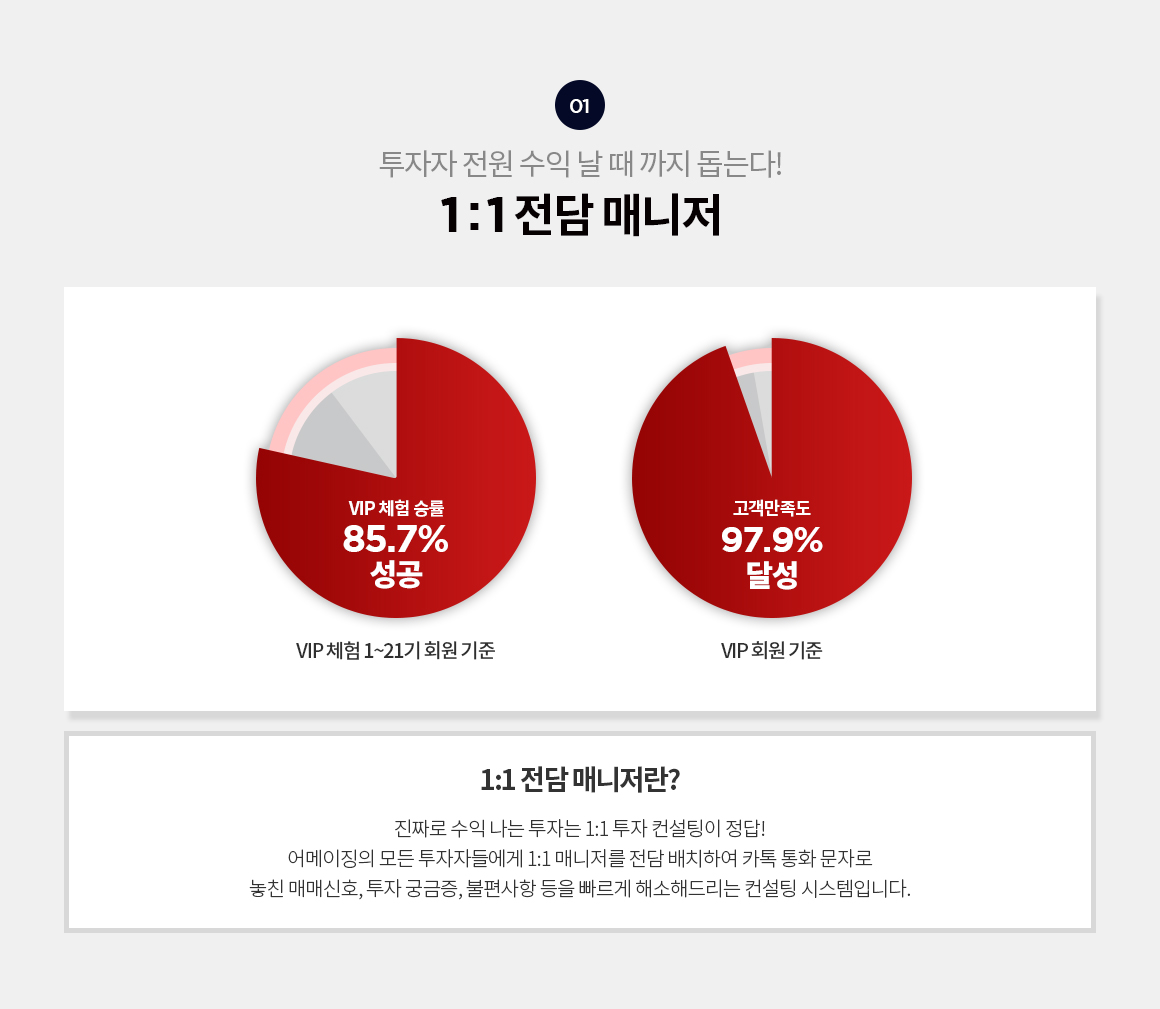 01
투자자 전원 수익 날 때 까지 돕는다!
1:1 전담 매니저
VIP 체험 승률
85.7%
성공
VIP 체험 1~21기 회원 기준
고객만족도
97.9%
달성
VIP 회원 기준
1:1 전담 매니저란?
진짜로 수익 나는 투자는 1:1 투자 컨설팅이 정답!
어메이징의 모든 투자자들에게 1:1 매니저를 전담 배치하여 카톡 통화 문자로
놓친 매매신호, 투자 궁금증, 불편사항 등을 빠르게 해소해드리는 컨설팅 시스템입니다.